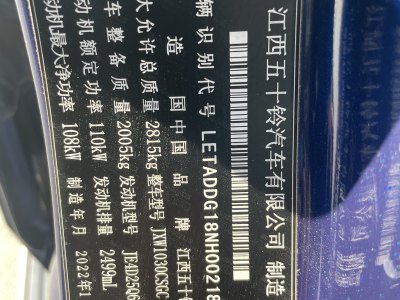 江西五十铃汽车有限公司 制造
车辆识别代号 LETADDG18NH00218
制造国 中国 品牌 江西五十
最大允许总质量 2815kg 整车型号 JXW1030CSGC
整车整备质量 2005kg 发动机型号 JE4D25Q6
发动机额定功率 110kW 发动机排量 2499mL
发动机最大净功率 108kW 制造年月 2022年1